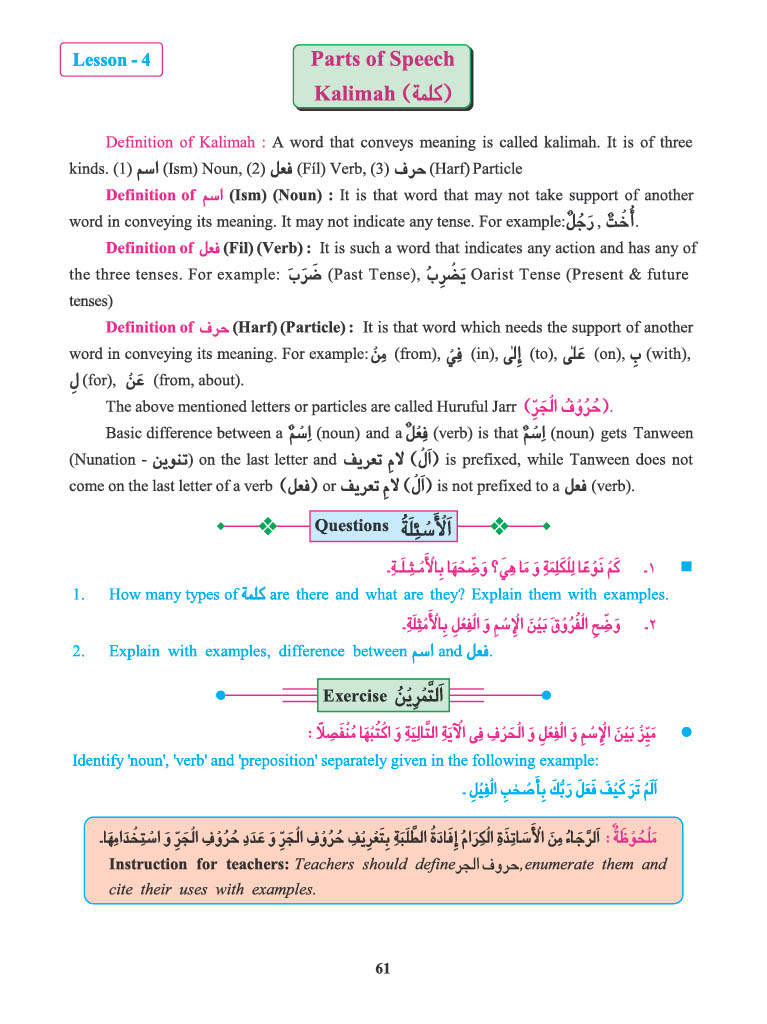 Lesson - 4
Parts of Speech
Kalimah (كلمة)
Definition of Kalimah : A word that conveys meaning is called kalimah. It is of three
kinds. (1) اسم (Ism) Noun, (2) فعل (Fíl) Verb, (3) حرف (Harf) Particle
Definition of اسم (Ism) (Noun) : It is that word that may not take support of another
word in conveying its meaning. It may not indicate any tense. For example: رَجُلٌ , أُخْتٌ.
Definition of فعل (Fil) (Verb) : It is such a word that indicates any action and has any of
the three tenses. For example: ضَرَبَ (Past Tense), يَضْرِبُ Oarist Tense (Present & future
tenses)
Definition of حرف (Harf) (Particle) : It is that word which needs the support of another
word in conveying its meaning. For example: مِنْ (from), فِيْ (in), إِلٰى (to), عَلٰى (on), بِ (with),
لِ (for), عَنْ (from, about).
The above mentioned letters or particles are called Huruful Jarr (حُرُوْفُ الْجَرِّ).
Basic difference between a اِسْمٌ (noun) and a فِعْلٌ (verb) is that اِسْمٌ (noun) gets Tanween
(Nunation - تنوين) on the last letter and لامِ تعريف (اَلْ) is prefixed, while Tanween does not
come on the last letter of a verb (فعل) or لامِ تعريف (اَلْ) is not prefixed to a فعل (verb).
Questions اَلْأَسْئِلَةُ
١۔ كَمْ نَوْعًا لِلْكَلِمَةِ وَ مَا هِيَ؟ وَضِّحْهَا بِالْأَمْثِلَةِ۔
1. How many types of كلمة are there and what are they? Explain them with examples.
٢۔ وَضِّحِ الْفُرُوْقَ بَيْنَ الْإِسْمِ وَ الْفِعْلِ بِالْأَمْثِلَةِ۔
2. Explain with examples, difference between اسم and فعل.
Exercise اَلتَّمْرِيْنُ
مَيِّزْ بَيْنَ الْإِسْمِ وَ الْفِعْلِ وَ الْحَرْفِ فِى الْآيَةِ التَّالِيَةِ وَ اكْتُبْهَا مُنْفَصِلًا :
Identify 'noun', 'verb' and 'preposition' separately given in the following example:
اَلَمْ تَرَ كَيْفَ فَعَلَ رَبُّكَ بِأَصْحٰبِ الْفِيْلِ ۔
مَلْحُوْظَةٌ : اَلرَّجَاءُ مِنَ الْأَسَاتِذَةِ الْكِرَامِ إِفَادَةُ الطَّلَبَةِ بِتَعْرِيْفِ حُرُوْفِ الْجَرِّ وَ عَدَدِ حُرُوْفِ الْجَرِّ وَ اسْتِخْدَامِهَا۔
Instruction for teachers: Teachers should define حروف الجر, enumerate them and
cite their uses with examples.
61